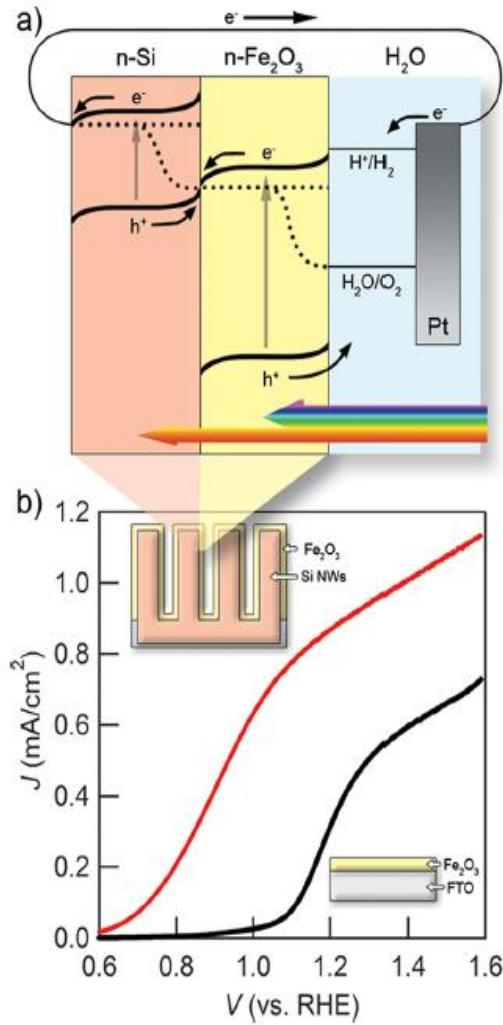 a)
e⁻
n-Si
n-Fe₂O₃
H₂O
e⁻
e⁻
e⁻
H⁺/H₂
h⁺
H₂O/O₂
Pt
h⁺
b)
1.2
1.0
0.8
0.6
0.4
0.2
0.0
J (mA/cm²)
Fe₂O₃
Si NWs
Fe₂O₃
FTO
0.6 0.8 1.0 1.2 1.4 1.6
V (vs. RHE)